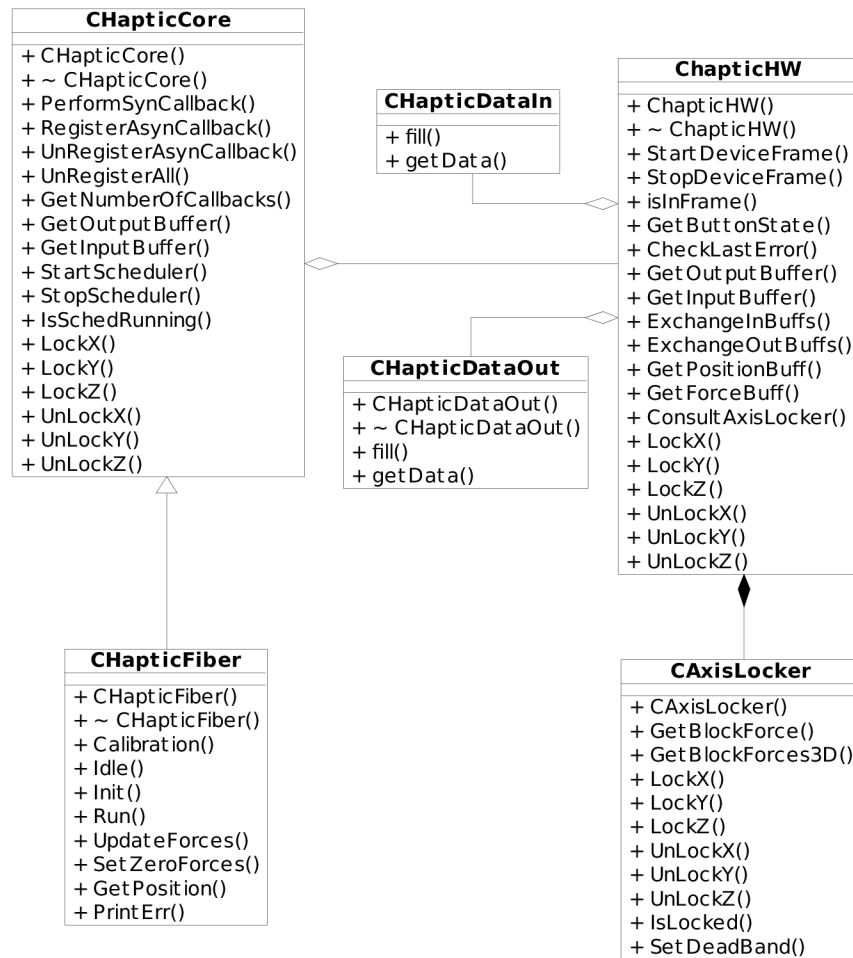 CHapticCore
+ CHapticCore()
+ ~ CHapticCore()
+ PerformSynCallback()
+ RegisterAsynCallback()
+ UnRegisterAsynCallback()
+ UnRegisterAll()
+ GetNumberOfCallbacks()
+ GetOutputBuffer()
+ GetInputBuffer()
+ StartScheduler()
+ StopScheduler()
+ IsSchedRunning()
+ LockX()
+ LockY()
+ LockZ()
+ UnLockX()
+ UnLockY()
+ UnLockZ()
CHapticDataIn
+ fill()
+ getData()
ChapticHW
+ ChapticHW()
+ ~ ChapticHW()
+ StartDeviceFrame()
+ StopDeviceFrame()
+ isInFrame()
+ GetButtonState()
+ CheckLastError()
+ GetOutputBuffer()
+ GetInputBuffer()
+ ExchangeInBuffs()
+ ExchangeOutBuffs()
+ GetPositionBuff()
+ GetForceBuff()
+ ConsultAxisLocker()
+ LockX()
+ LockY()
+ LockZ()
+ UnLockX()
+ UnLockY()
+ UnLockZ()
CHapticDataOut
+ CHapticDataOut()
+ ~ CHapticDataOut()
+ fill()
+ getData()
CHapticFiber
+ CHapticFiber()
+ ~ CHapticFiber()
+ Calibration()
+ Idle()
+ Init()
+ Run()
+ UpdateForces()
+ SetZeroForces()
+ GetPosition()
+ PrintErr()
CAxisLocker
+ CAxisLocker()
+ GetBlockForce()
+ GetBlockForces3D()
+ LockX()
+ LockY()
+ LockZ()
+ UnLockX()
+ UnLockY()
+ UnLockZ()
+ IsLocked()
+ SetDeadBand()